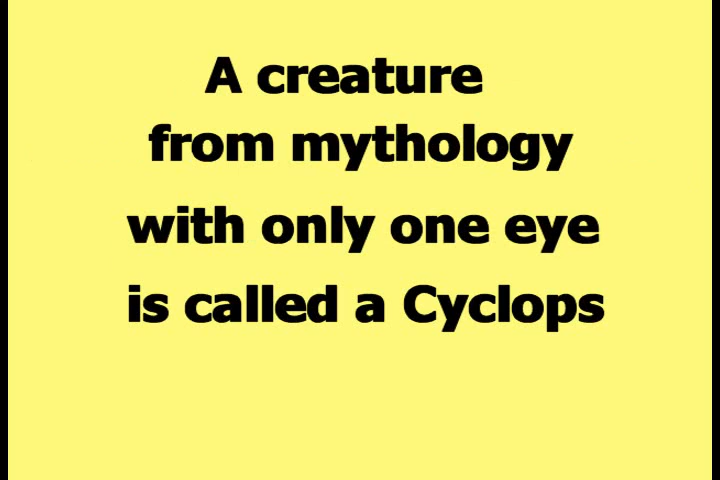 A creature
from mythology
with only one eye
is called a Cyclops